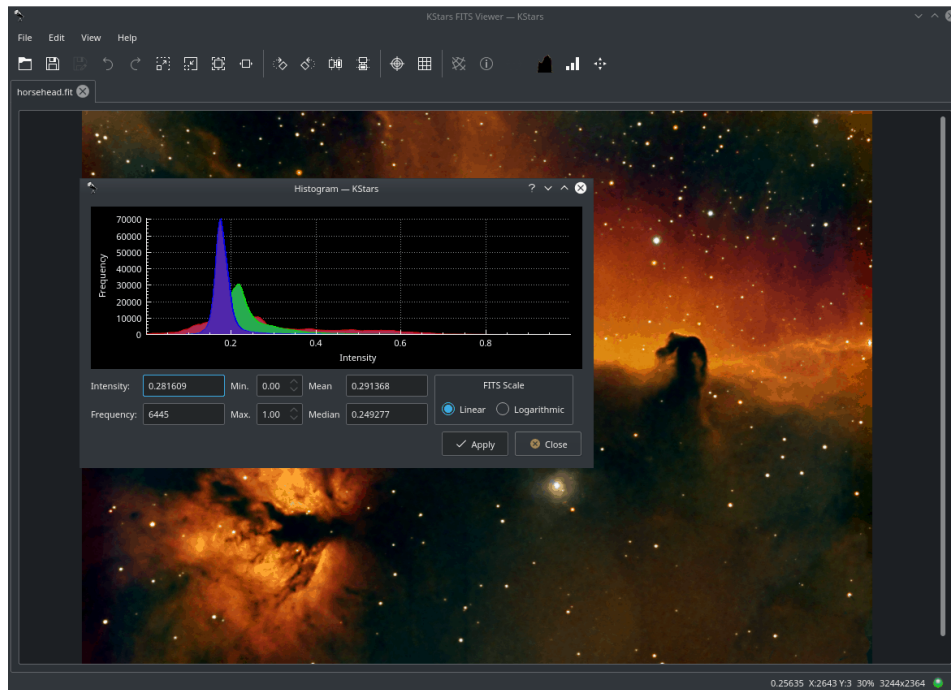 KStars FITS Viewer — KStars
File Edit View Help
horsehead.fit
Histogram — KStars
?
70000
60000
50000
40000
30000
20000
10000
0
Frequency
0.2 0.4 0.6 0.8
Intensity
Intensity: 0.281609 Min. 0.00 Mean 0.291368 FITS Scale
Frequency: 6445 Max. 1.00 Median 0.249277 Linear Logarithmic
Apply Close
0.25635 X:2643 Y:3 30% 3244x2364